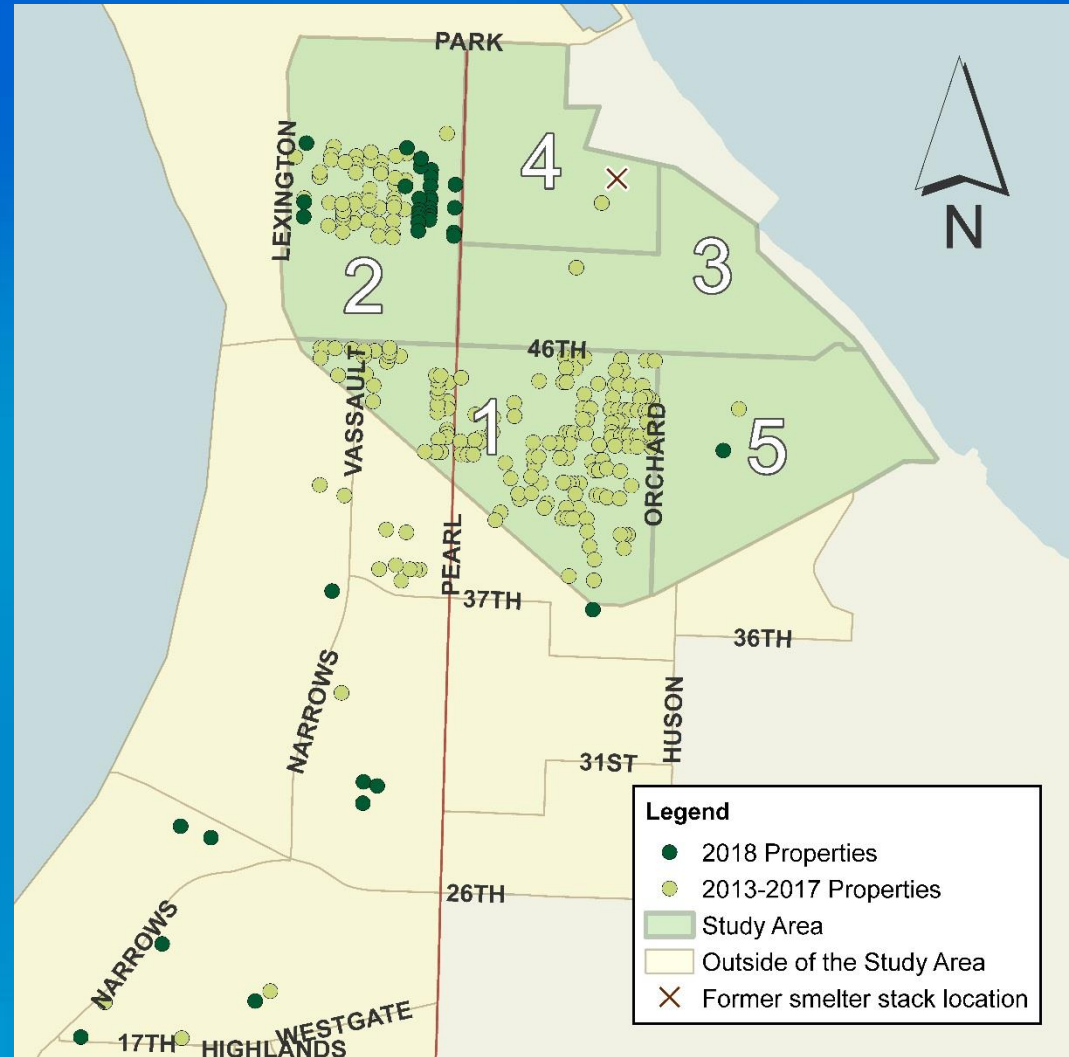 PARK
N
LEXINGTON
4
3
2
46TH
VASSAULT
1
5
ORCHARD
PEARL
37TH
36TH
NARROWS
HUSON
31ST
26TH
NARROWS
17TH
HIGHLANDS
WESTGATE
Legend
2018 Properties
2013-2017 Properties
Study Area
Outside of the Study Area
Former smelter stack location